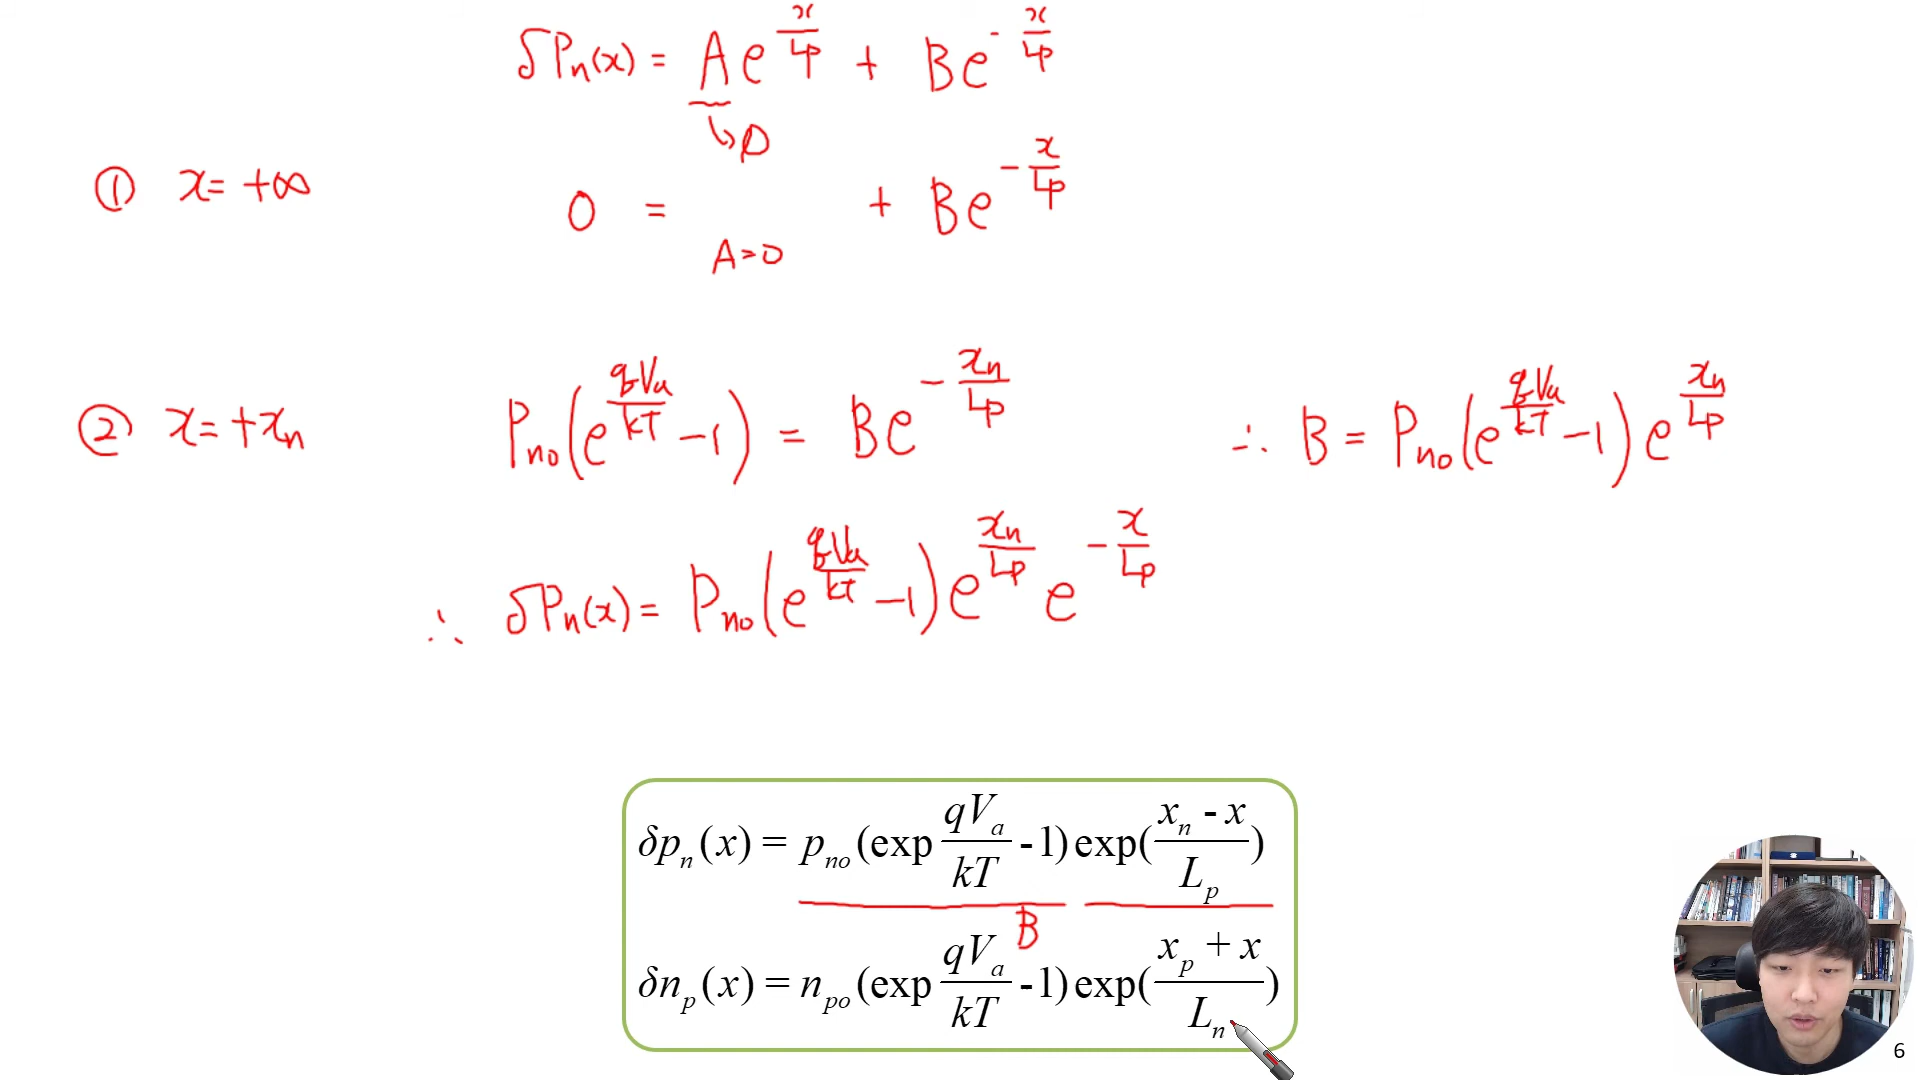 δPn(x) = Ae^(x/Lp) + Be^(-x/Lp)
↳ 0
① x = +∞ 0 = + Be^(-x/Lp)
A=0
② x = +xn Pno(e^(qVa/kT) - 1) = Be^(-xn/Lp) ∴ B = Pno(e^(qVa/kT) - 1)e^(xn/Lp)
∴ δPn(x) = Pno(e^(qVa/kT) - 1)e^(xn/Lp) e^(-x/Lp)
δpn(x) = pno(exp qVa/kT - 1)exp((xn - x)/Lp)
B
δnp(x) = npo(exp qVa/kT - 1)exp((xp + x)/Ln)
6